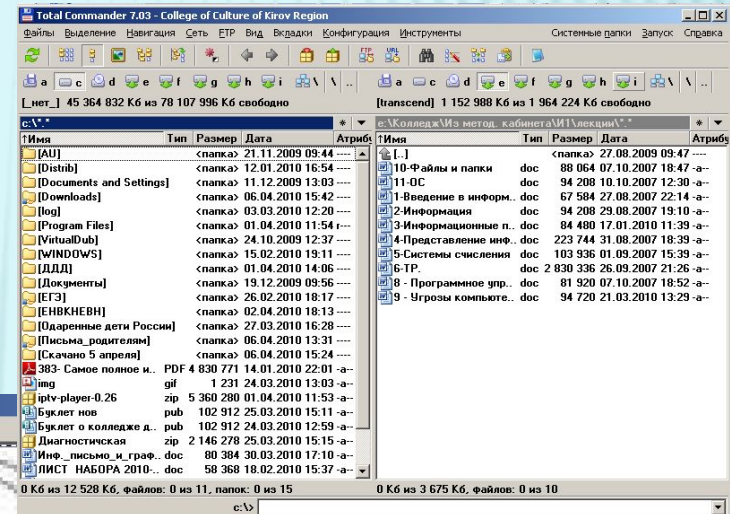 Total Commander 7.03 - College of Culture of Kirov Region
Файлы Выделение Навигация Сеть FTP Вид Вкладки Конфигурация Инструменты Системные папки Запуск Справка
a c d e f g h i \ .. a c d e f g h i \ ..
[_нет_] 45 364 832 Кб из 78 107 996 Кб свободно
[transcend] 1 152 988 Кб из 1 964 224 Кб свободно
c:\*.*
↑Имя Тип Размер Дата Атрибу
[AU] <папка> 21.11.2009 09:44 ----
[Distrib] <папка> 12.01.2010 16:54 ----
[Documents and Settings] <папка> 11.12.2009 13:03 ----
[Downloads] <папка> 06.04.2010 15:42 ----
[log] <папка> 03.03.2010 12:20 ----
[Program Files] <папка> 01.04.2010 11:54 r---
[VirtualDub] <папка> 24.10.2009 12:37 ----
[WINDOWS] <папка> 15.02.2010 19:11 ----
[ДДД] <папка> 01.04.2010 14:06 ----
[Документы] <папка> 19.12.2009 09:56 ----
[ЕГЭ] <папка> 26.02.2010 18:17 ----
[ЕНВКНЕВН] <папка> 02.04.2010 18:13 ----
[Одаренные дети России] <папка> 27.03.2010 16:28 ----
[Письма_родителям] <папка> 06.04.2010 13:31 ----
[Скачано 5 апреля] <папка> 06.04.2010 15:24 ----
383- Самое полное и.. PDF 4 830 771 14.01.2010 22:01 -a--
img gif 1 231 24.03.2010 13:03 -a--
iptv-player-0.26 zip 5 360 280 01.04.2010 11:53 -a--
Буклет нов pub 102 912 25.03.2010 15:11 -a--
Буклет о колледже д.. pub 102 912 24.03.2010 12:59 -a--
Диагностичская zip 2 146 278 25.03.2010 15:15 -a--
Инф._письмо_и_граф.. doc 80 384 30.03.2010 17:10 -a--
ЛИСТ НАБОРА 2010-.. doc 58 368 18.02.2010 15:37 -a--
0 Кб из 12 528 Кб, файлов: 0 из 11, папок: 0 из 15
e:\Колледж\Из метод. кабинета\И1\лекции\*.*
↑Имя Тип Размер Дата Атрибу
[..] <папка> 27.08.2009 09:47 ----
10-Файлы и папки doc 88 064 07.10.2007 18:47 -a--
11-ОС doc 94 208 10.10.2007 12:30 -a--
1-Введение в информ.. doc 67 584 27.08.2007 22:14 -a--
2-Информация doc 94 208 29.08.2007 19:10 -a--
3-Информационные п.. doc 84 480 17.01.2010 11:39 -a--
4-Представление инф.. doc 223 744 31.08.2007 18:39 -a--
5-Системы счисления doc 103 936 01.09.2007 15:39 -a--
6-ТР. doc 2 830 336 26.09.2007 21:26 -a--
8 - Программное упр.. doc 81 920 07.10.2007 18:52 -a--
9 - Угрозы компьюте.. doc 94 720 21.03.2010 13:29 -a--
0 Кб из 3 675 Кб, файлов: 0 из 10
c:\>